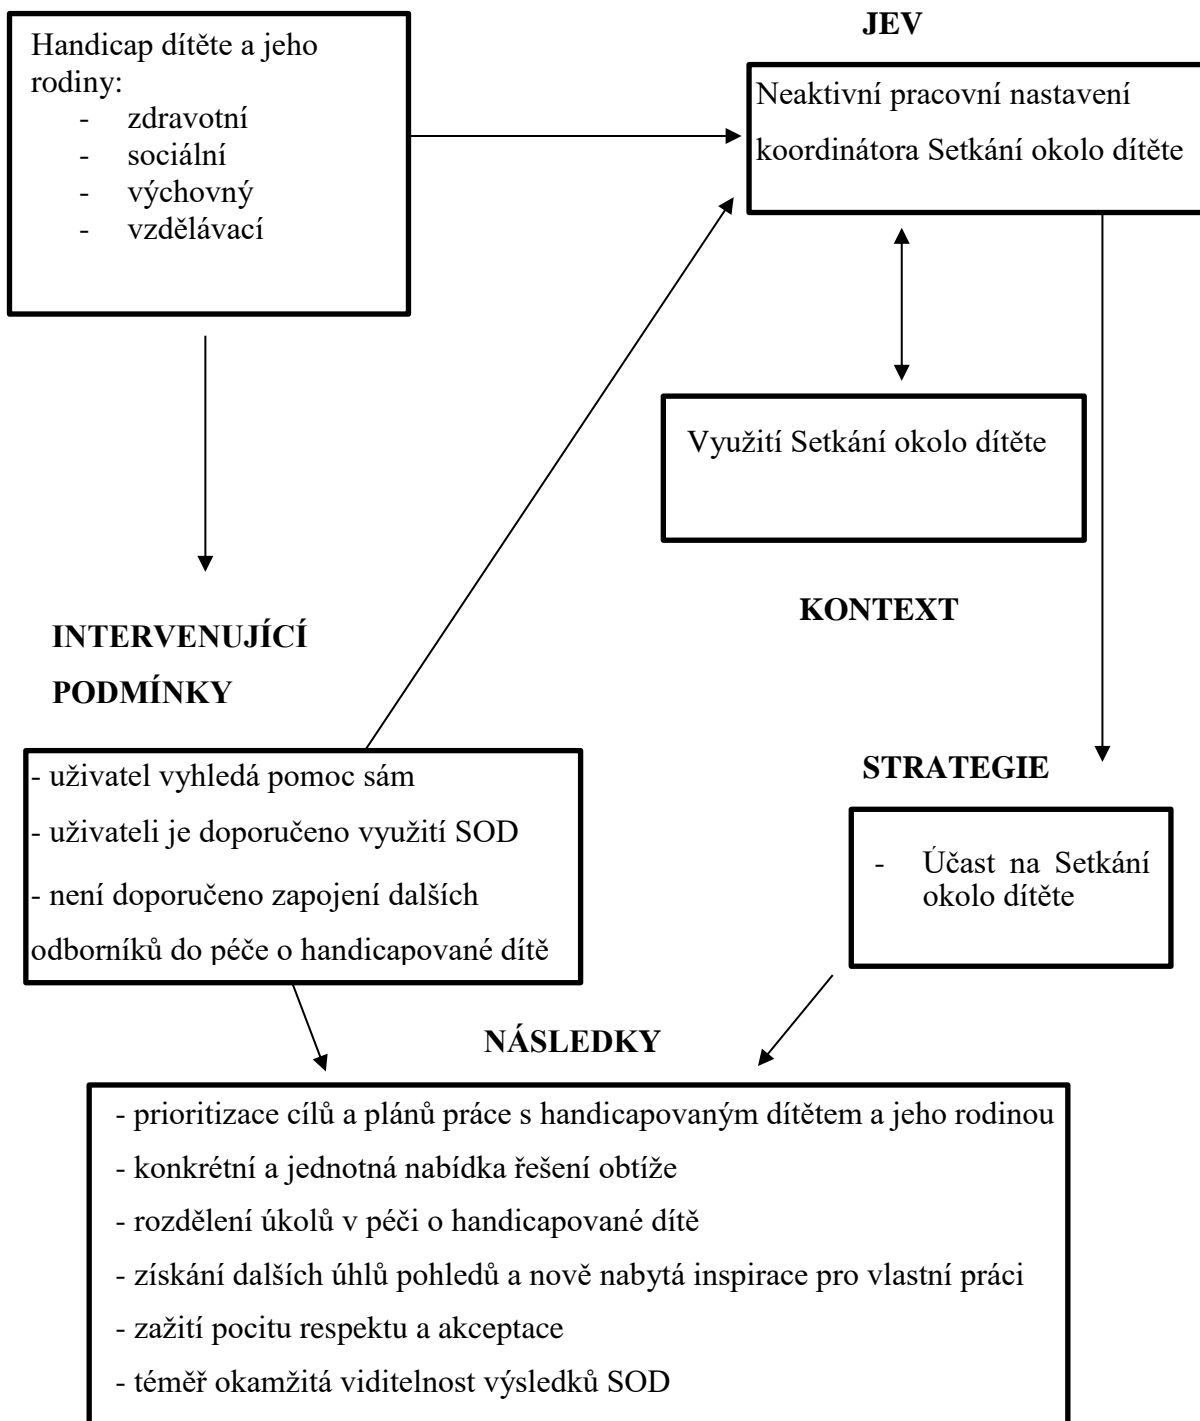 Handicap dítěte a jeho
rodiny:
- zdravotní
- sociální
- výchovný
- vzdělávací
JEV
Neaktivní pracovní nastavení
koordinátora Setkání okolo dítěte
Využití Setkání okolo dítěte
KONTEXT
INTERVENUJÍCÍ
PODMÍNKY
- uživatel vyhledá pomoc sám
- uživateli je doporučeno využití SOD
- není doporučeno zapojení dalších
odborníků do péče o handicapované dítě
STRATEGIE
- Účast na Setkání
okolo dítěte
NÁSLEDKY
- prioritizace cílů a plánů práce s handicapovaným dítětem a jeho rodinou
- konkrétní a jednotná nabídka řešení obtíže
- rozdělení úkolů v péči o handicapované dítě
- získání dalších úhlů pohledů a nově nabytá inspirace pro vlastní práci
- zažití pocitu respektu a akceptace
- téměř okamžitá viditelnost výsledků SOD